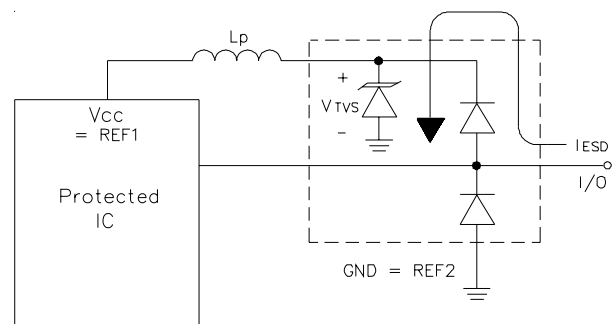 Lp
Vcc
= REF1
+
VTVS
-
IESD
I/O
Protected
IC
GND = REF2